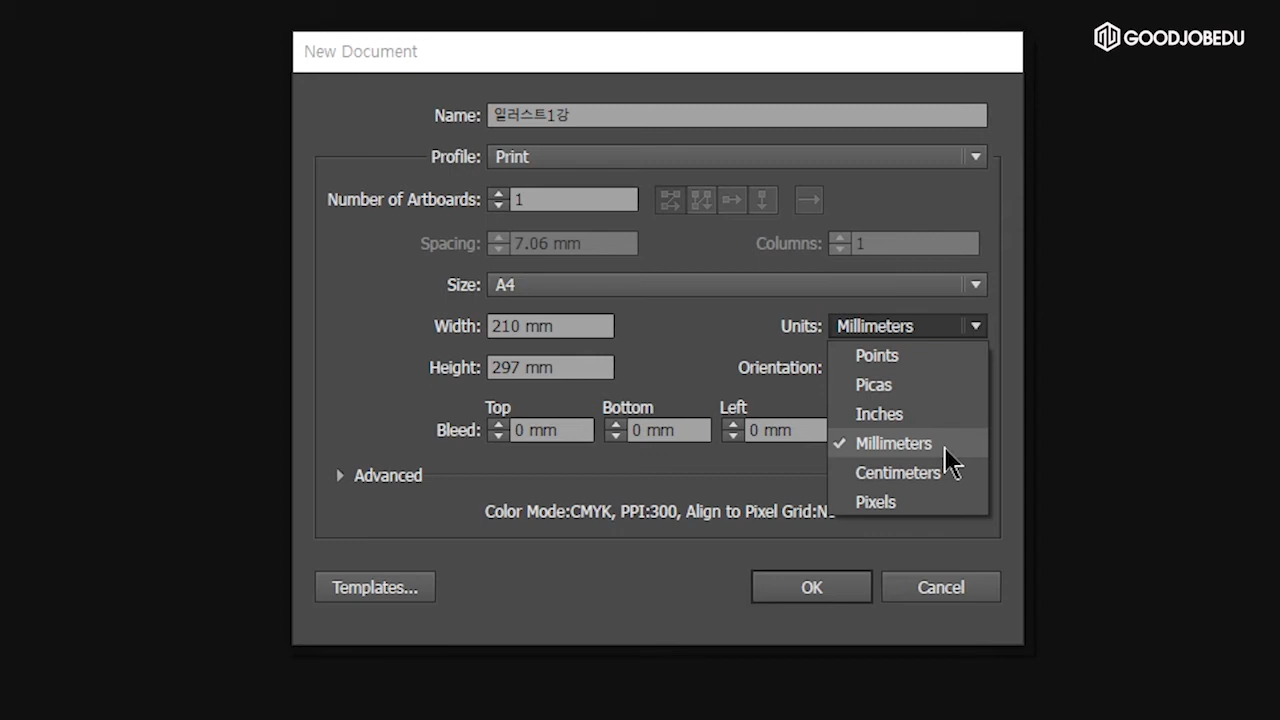 GOODJOBEDU
New Document
Name: 일러스트1강
Profile: Print
Number of Artboards: 1
Spacing: 7.06 mm Columns: 1
Size: A4
Width: 210 mm Units: Millimeters
Height: 297 mm Orientation:
Points
Picas
Inches
Millimeters
Centimeters
Pixels
Top Bottom Left
Bleed: 0 mm 0 mm 0 mm
Advanced
Color Mode:CMYK, PPI:300, Align to Pixel Grid:
Templates... OK Cancel